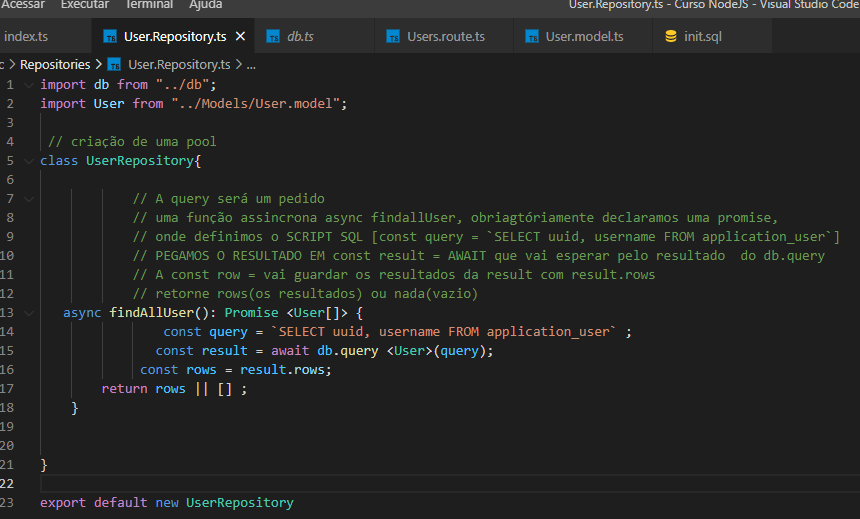 Acessar Executar Terminal Ajuda User.Repository.ts - Curso NodeJS - Visual Studio Code
index.ts User.Repository.ts × db.ts Users.route.ts User.model.ts init.sql
c > Repositories > User.Repository.ts > ...
1 import db from "../db";
2 import User from "../Models/User.model";
3
4 // criação de uma pool
5 class UserRepository{
6
7 // A query será um pedido
8 // uma função assincrona async findallUser, obriagtóriamente declaramos uma promise,
9 // onde definimos o SCRIPT SQL [const query = `SELECT uuid, username FROM application_user`]
10 // PEGAMOS O RESULTADO EM const result = AWAIT que vai esperar pelo resultado  do db.query
11 // A const row = vai guardar os resultados da result com result.rows
12 // retorne rows(os resultados) ou nada(vazio)
13 async findAllUser(): Promise <User[]> {
14 const query = `SELECT uuid, username FROM application_user` ;
15 const result = await db.query <User>(query);
16 const rows = result.rows;
17 return rows || [] ;
18 }
19
20
21 }
22
23 export default new UserRepository